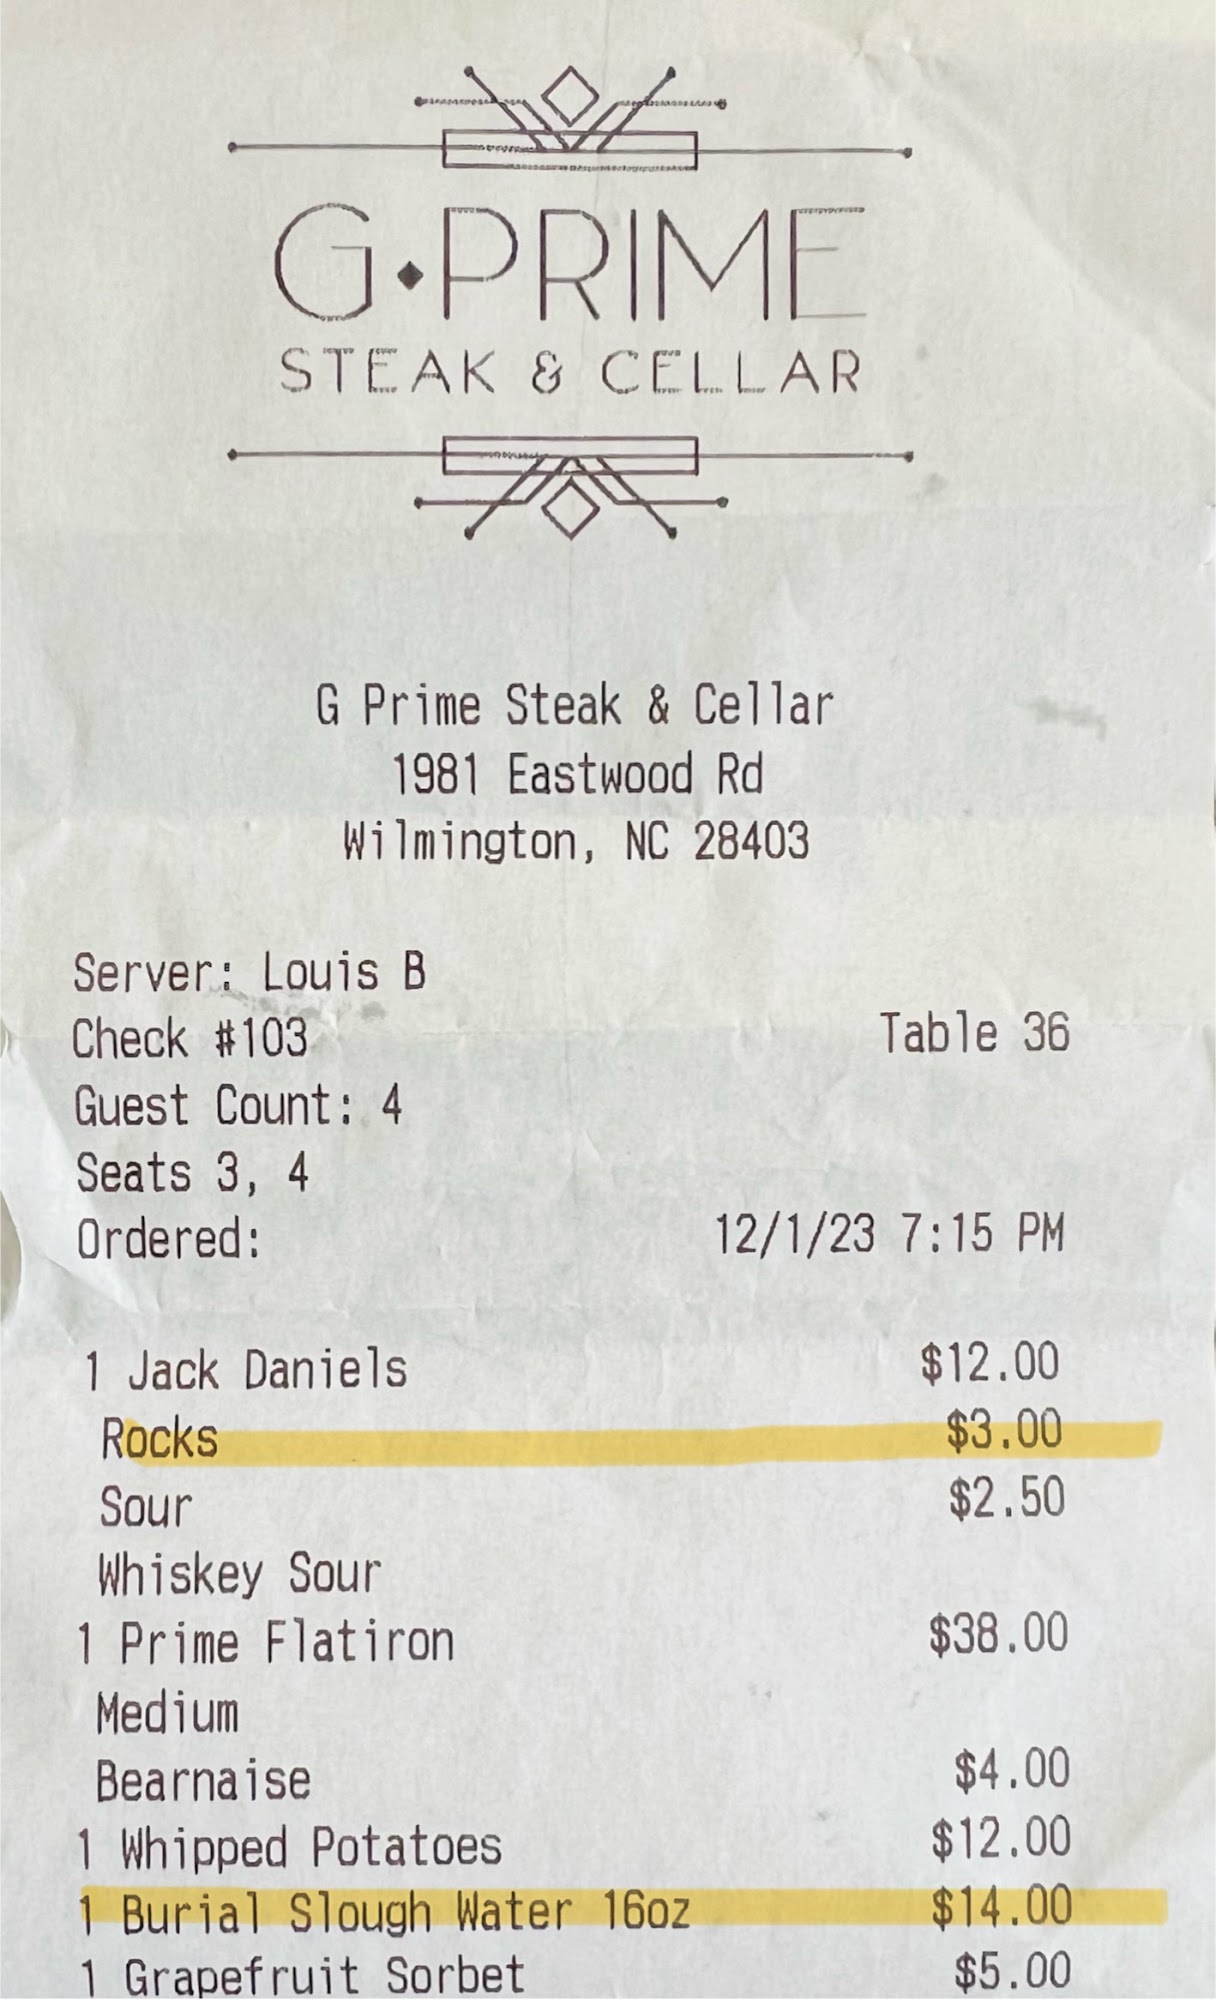 G PRIME
STEAK & CELLAR
G Prime Steak & Cellar
1981 Eastwood Rd
Wilmington, NC 28403
Server: Louis B
Check #103 Table 36
Guest Count: 4
Seats 3, 4
Ordered: 12/1/23 7:15 PM
1 Jack Daniels $12.00
Rocks $3.00
Sour $2.50
Whiskey Sour
1 Prime Flatiron $38.00
Medium
Bearnaise $4.00
1 Whipped Potatoes $12.00
1 Burial Slough Water 16oz $14.00
1 Grapefruit Sorbet $5.00